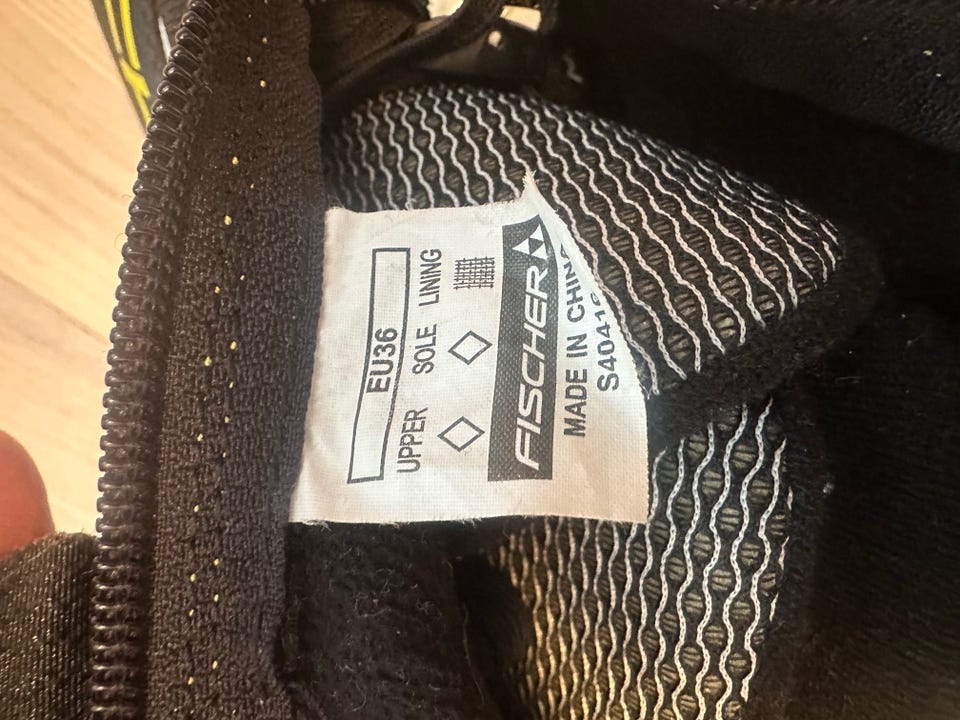 EU36
UPPER SOLE LINING
FISCHER
MADE IN CHINA